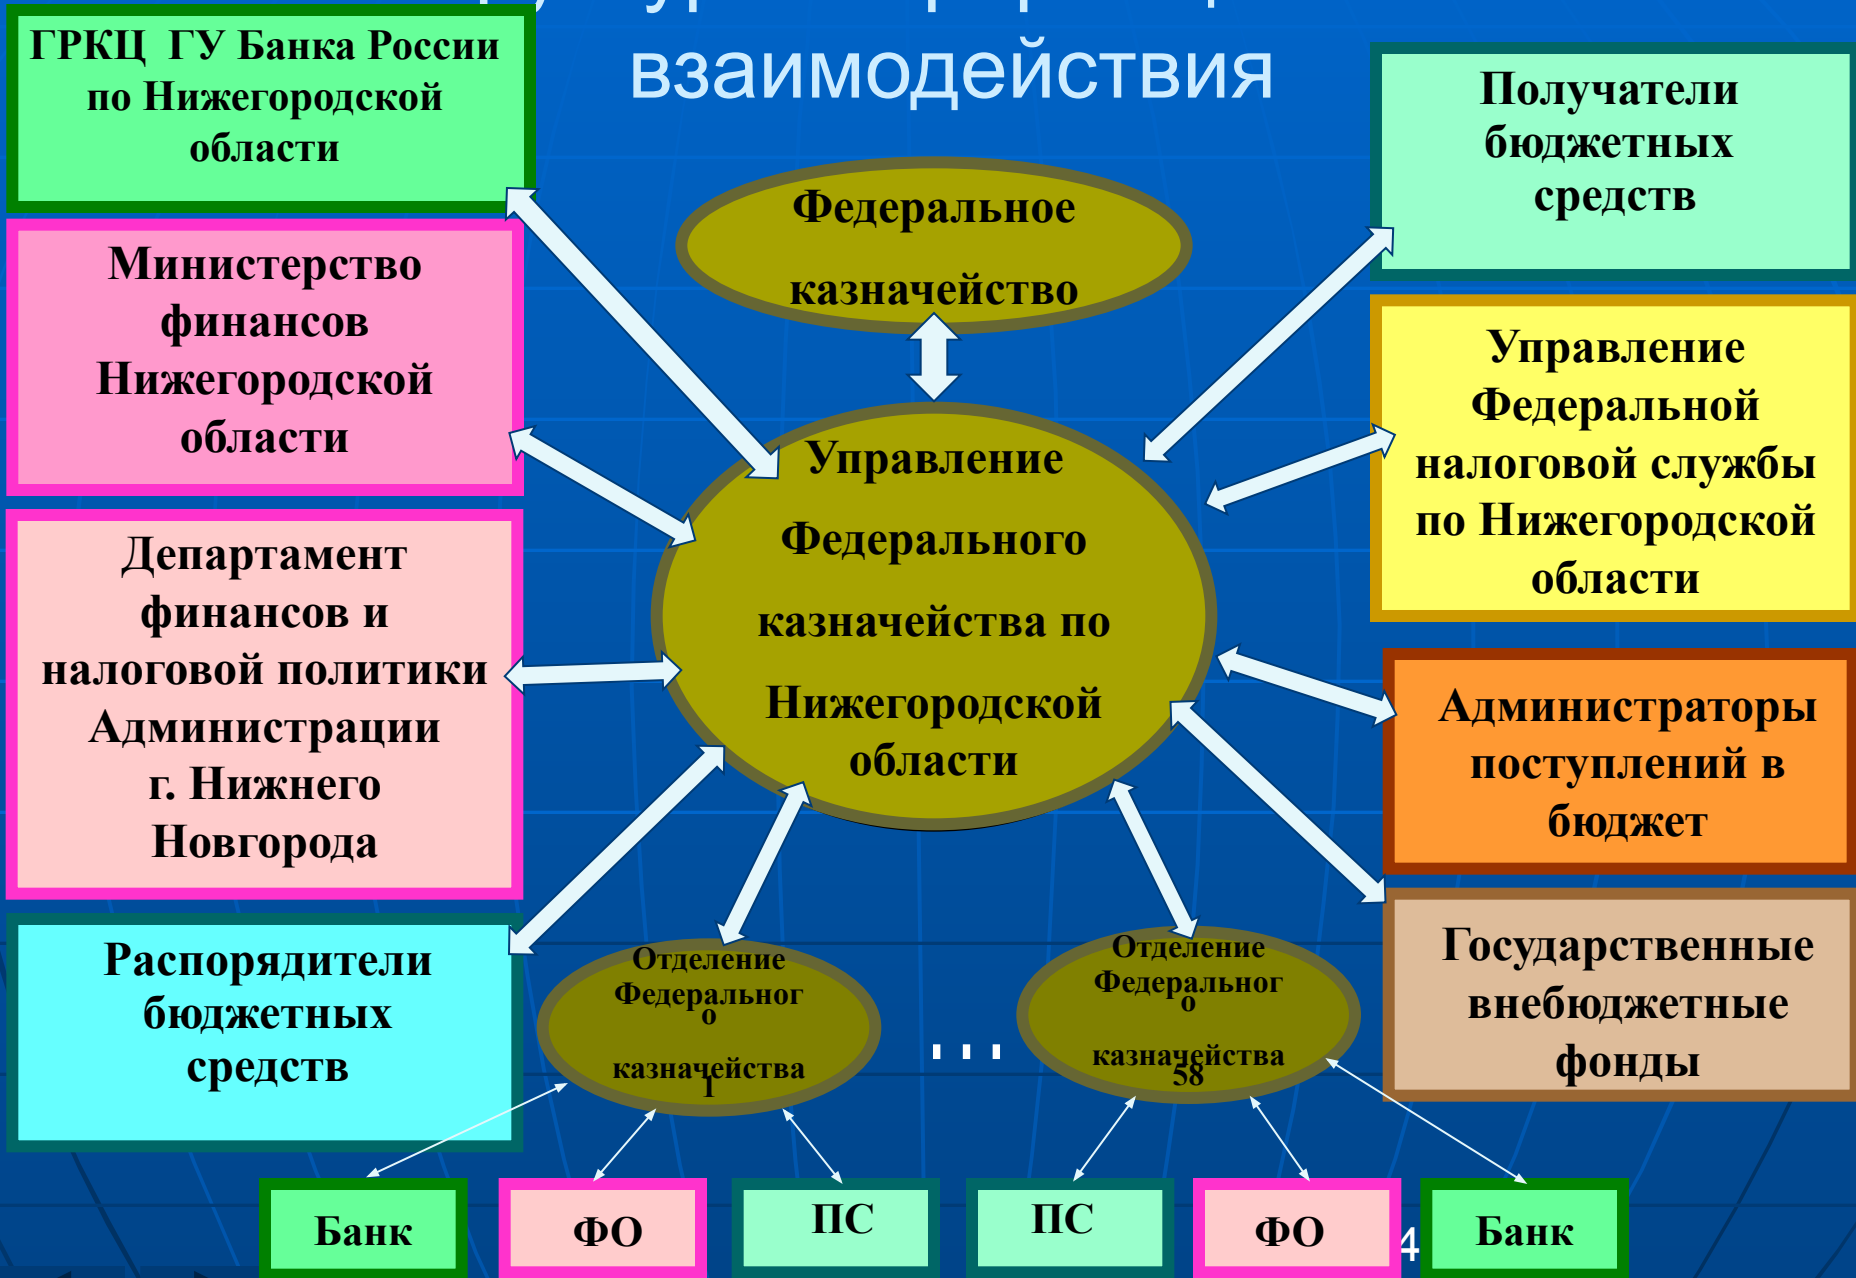 взаимодействия
ГРКЦ ГУ Банка России
по Нижегородской
области
Министерство
финансов
Нижегородской
области
Департамент
финансов и
налоговой политики
Администрации
г. Нижнего
Новгорода
Распорядители
бюджетных
средств
Федеральное
казначейство
Управление
Федерального
казначейства по
Нижегородской
области
Получатели
бюджетных
средств
Управление
Федеральной
налоговой службы
по Нижегородской
области
Администраторы
поступлений в
бюджет
Государственные
внебюджетные
фонды
Отделение
Федеральног
о
казначейства
1
...
Отделение
Федеральног
о
казначейства
58
Банк
ФО
ПС
ПС
ФО
4
Банк